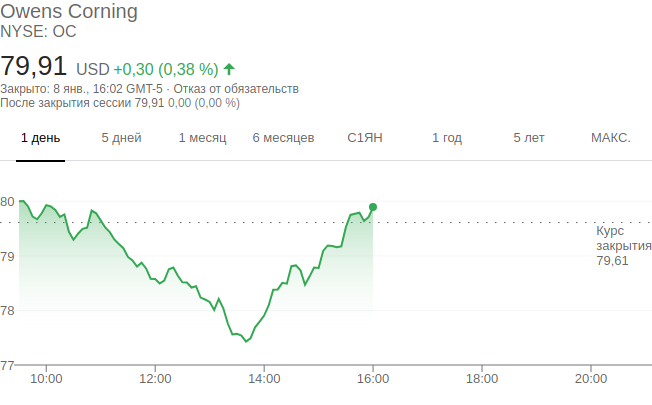 Owens Corning
NYSE: OC
79,91 USD +0,30 (0,38 %)
Закрыто: 8 янв., 16:02 GMT-5 · Отказ от обязательств
После закрытия сессии 79,91 0,00 (0,00 %)
1 день 5 дней 1 месяц 6 месяцев С1ЯН 1 год 5 лет МАКС.
80
Курс
закрытия
79,61
79
78
77
10:00 12:00 14:00 16:00 18:00 20:00